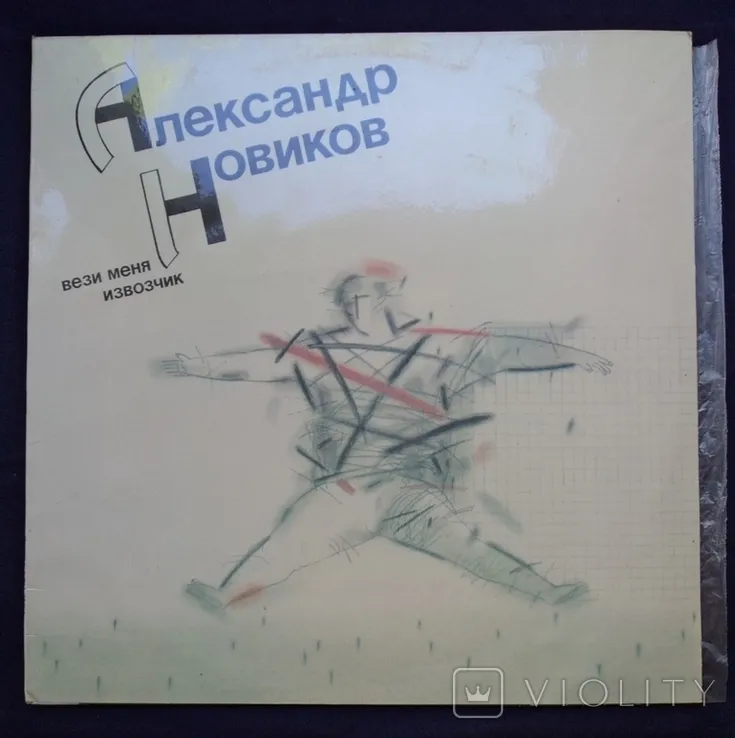 Александр
Новиков
вези меня
извозчик
VIOLITY